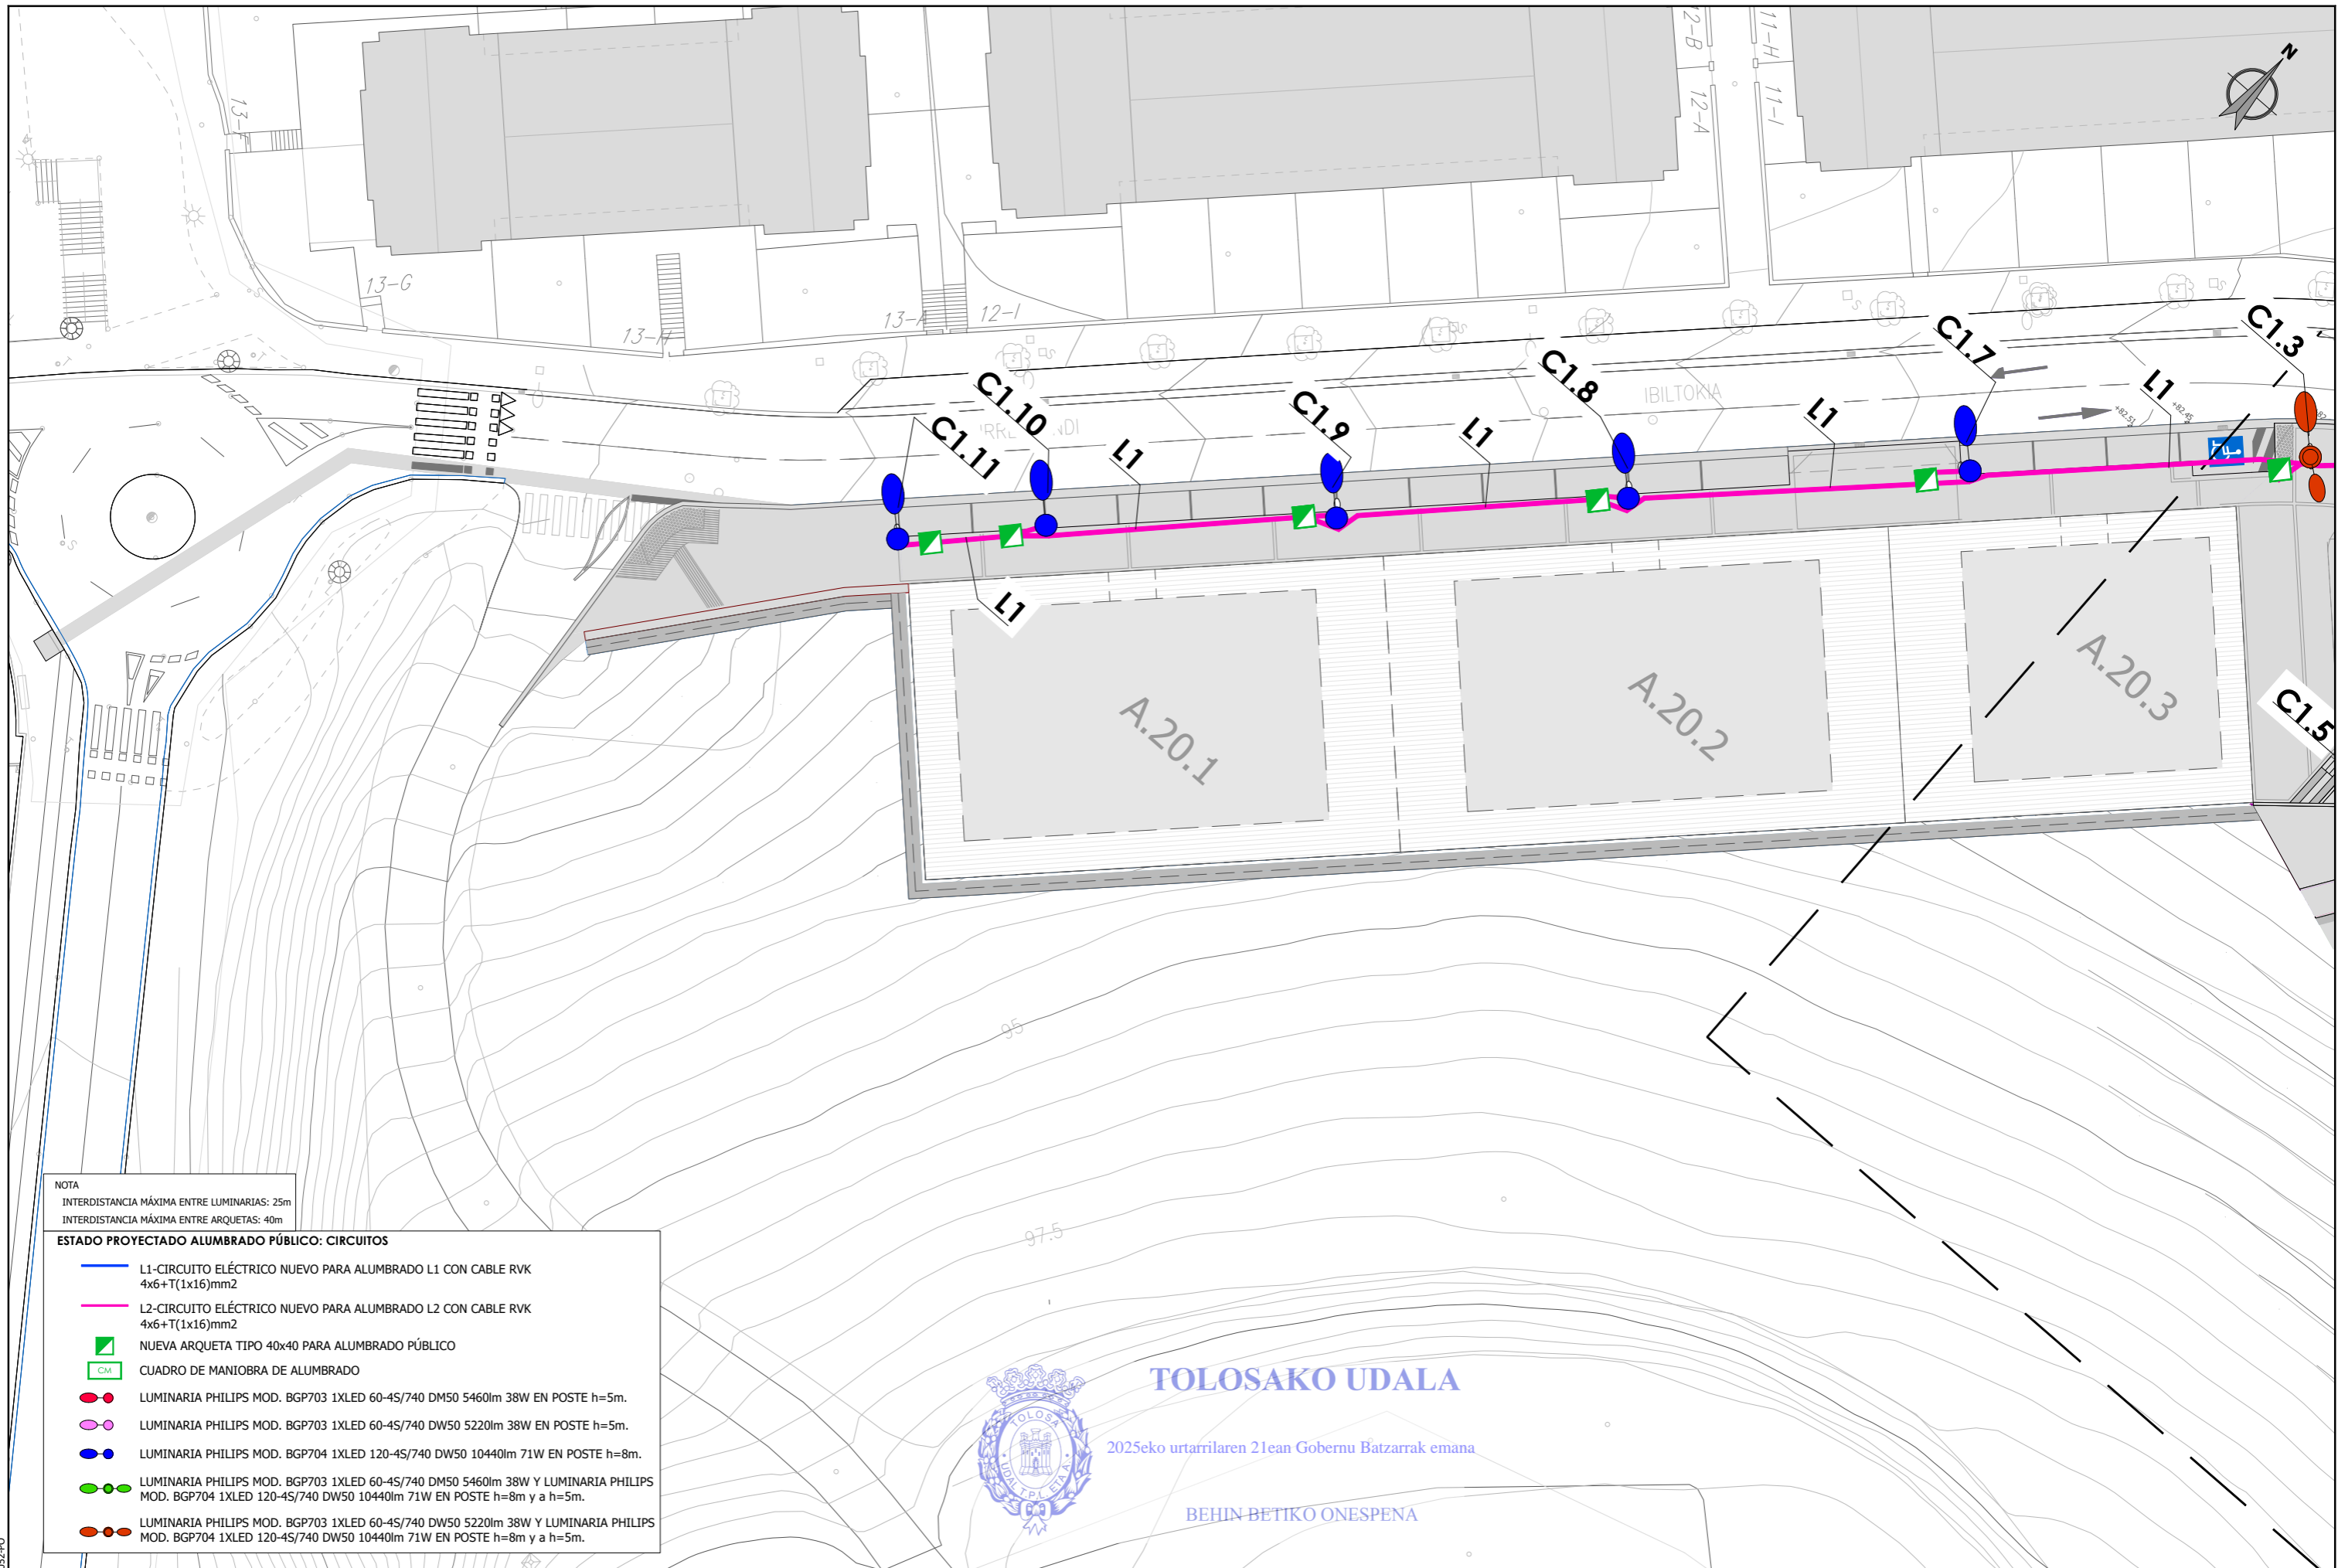 12-B
11-H
N
13-F
12-A
11-I
13-G
13-H
13-A
12-I
C1.3
C1.7
C1.8
C1.10
C1.9
C1.11
IBILTOKIA
L1
L1
L1
L1
L1
+82.51
+82.45
A.20.1
A.20.2
A.20.3
C1.5
95
97.5
NOTA
INTERDISTANCIA MÁXIMA ENTRE LUMINARIAS: 25m
INTERDISTANCIA MÁXIMA ENTRE ARQUETAS: 40m
ESTADO PROYECTADO ALUMBRADO PÚBLICO: CIRCUITOS
L1-CIRCUITO ELÉCTRICO NUEVO PARA ALUMBRADO L1 CON CABLE RVK
4x6+T(1x16)mm2
L2-CIRCUITO ELÉCTRICO NUEVO PARA ALUMBRADO L2 CON CABLE RVK
4x6+T(1x16)mm2
NUEVA ARQUETA TIPO 40x40 PARA ALUMBRADO PÚBLICO
CM CUADRO DE MANIOBRA DE ALUMBRADO
LUMINARIA PHILIPS MOD. BGP703 1XLED 60-4S/740 DM50 5460lm 38W EN POSTE h=5m.
LUMINARIA PHILIPS MOD. BGP703 1XLED 60-4S/740 DW50 5220lm 38W EN POSTE h=5m.
LUMINARIA PHILIPS MOD. BGP704 1XLED 120-4S/740 DW50 10440lm 71W EN POSTE h=8m.
LUMINARIA PHILIPS MOD. BGP703 1XLED 60-4S/740 DM50 5460lm 38W Y LUMINARIA PHILIPS
MOD. BGP704 1XLED 120-4S/740 DW50 10440lm 71W EN POSTE h=8m y a h=5m.
LUMINARIA PHILIPS MOD. BGP703 1XLED 60-4S/740 DW50 5220lm 38W Y LUMINARIA PHILIPS
MOD. BGP704 1XLED 120-4S/740 DW50 10440lm 71W EN POSTE h=8m y a h=5m.
TOLOSAKO UDALA
TOLOSA
2025eko urtarrilaren 21ean Gobernu Batzarrak emana
BEHIN BETIKO ONESPENA